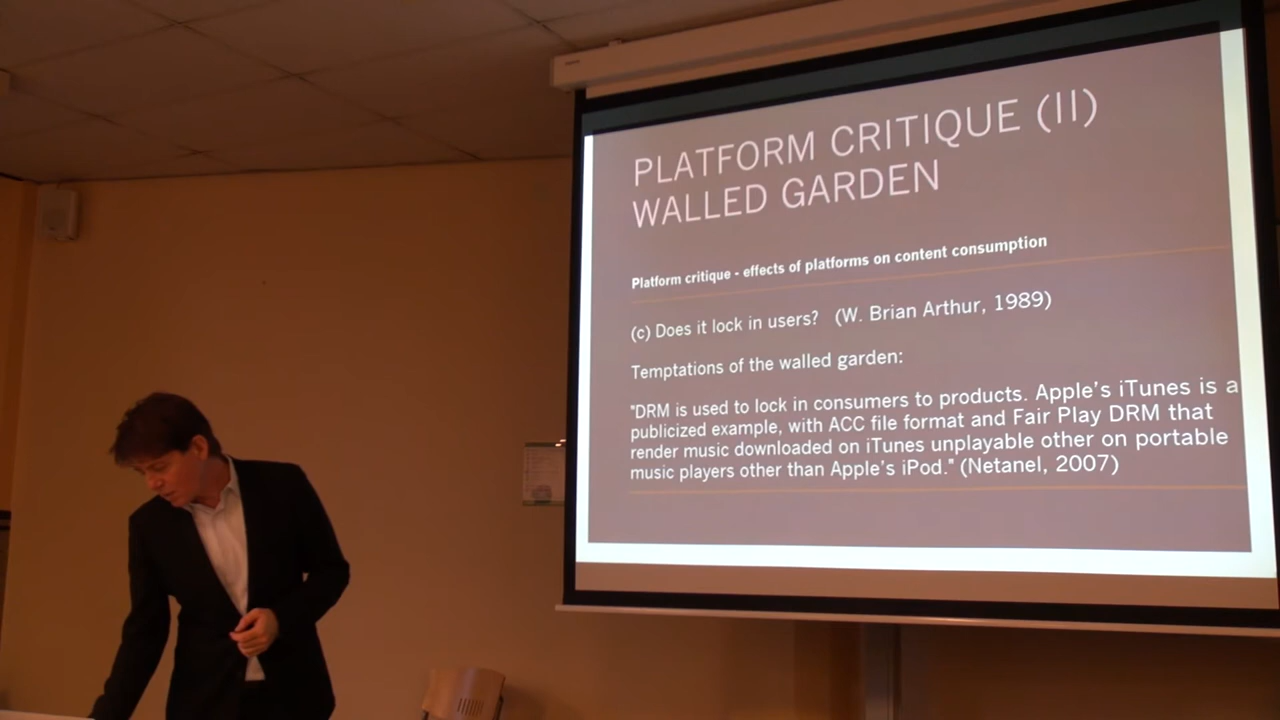 PLATFORM CRITIQUE (II)
WALLED GARDEN
Platform critique - effects of platforms on content consumption
(c) Does it lock in users? (W. Brian Arthur, 1989)
Temptations of the walled garden:
"DRM is used to lock in consumers to products. Apple's iTunes is a
publicized example, with ACC file format and Fair Play DRM that
render music downloaded on iTunes unplayable other on portable
music players other than Apple's iPod." (Netanel, 2007)